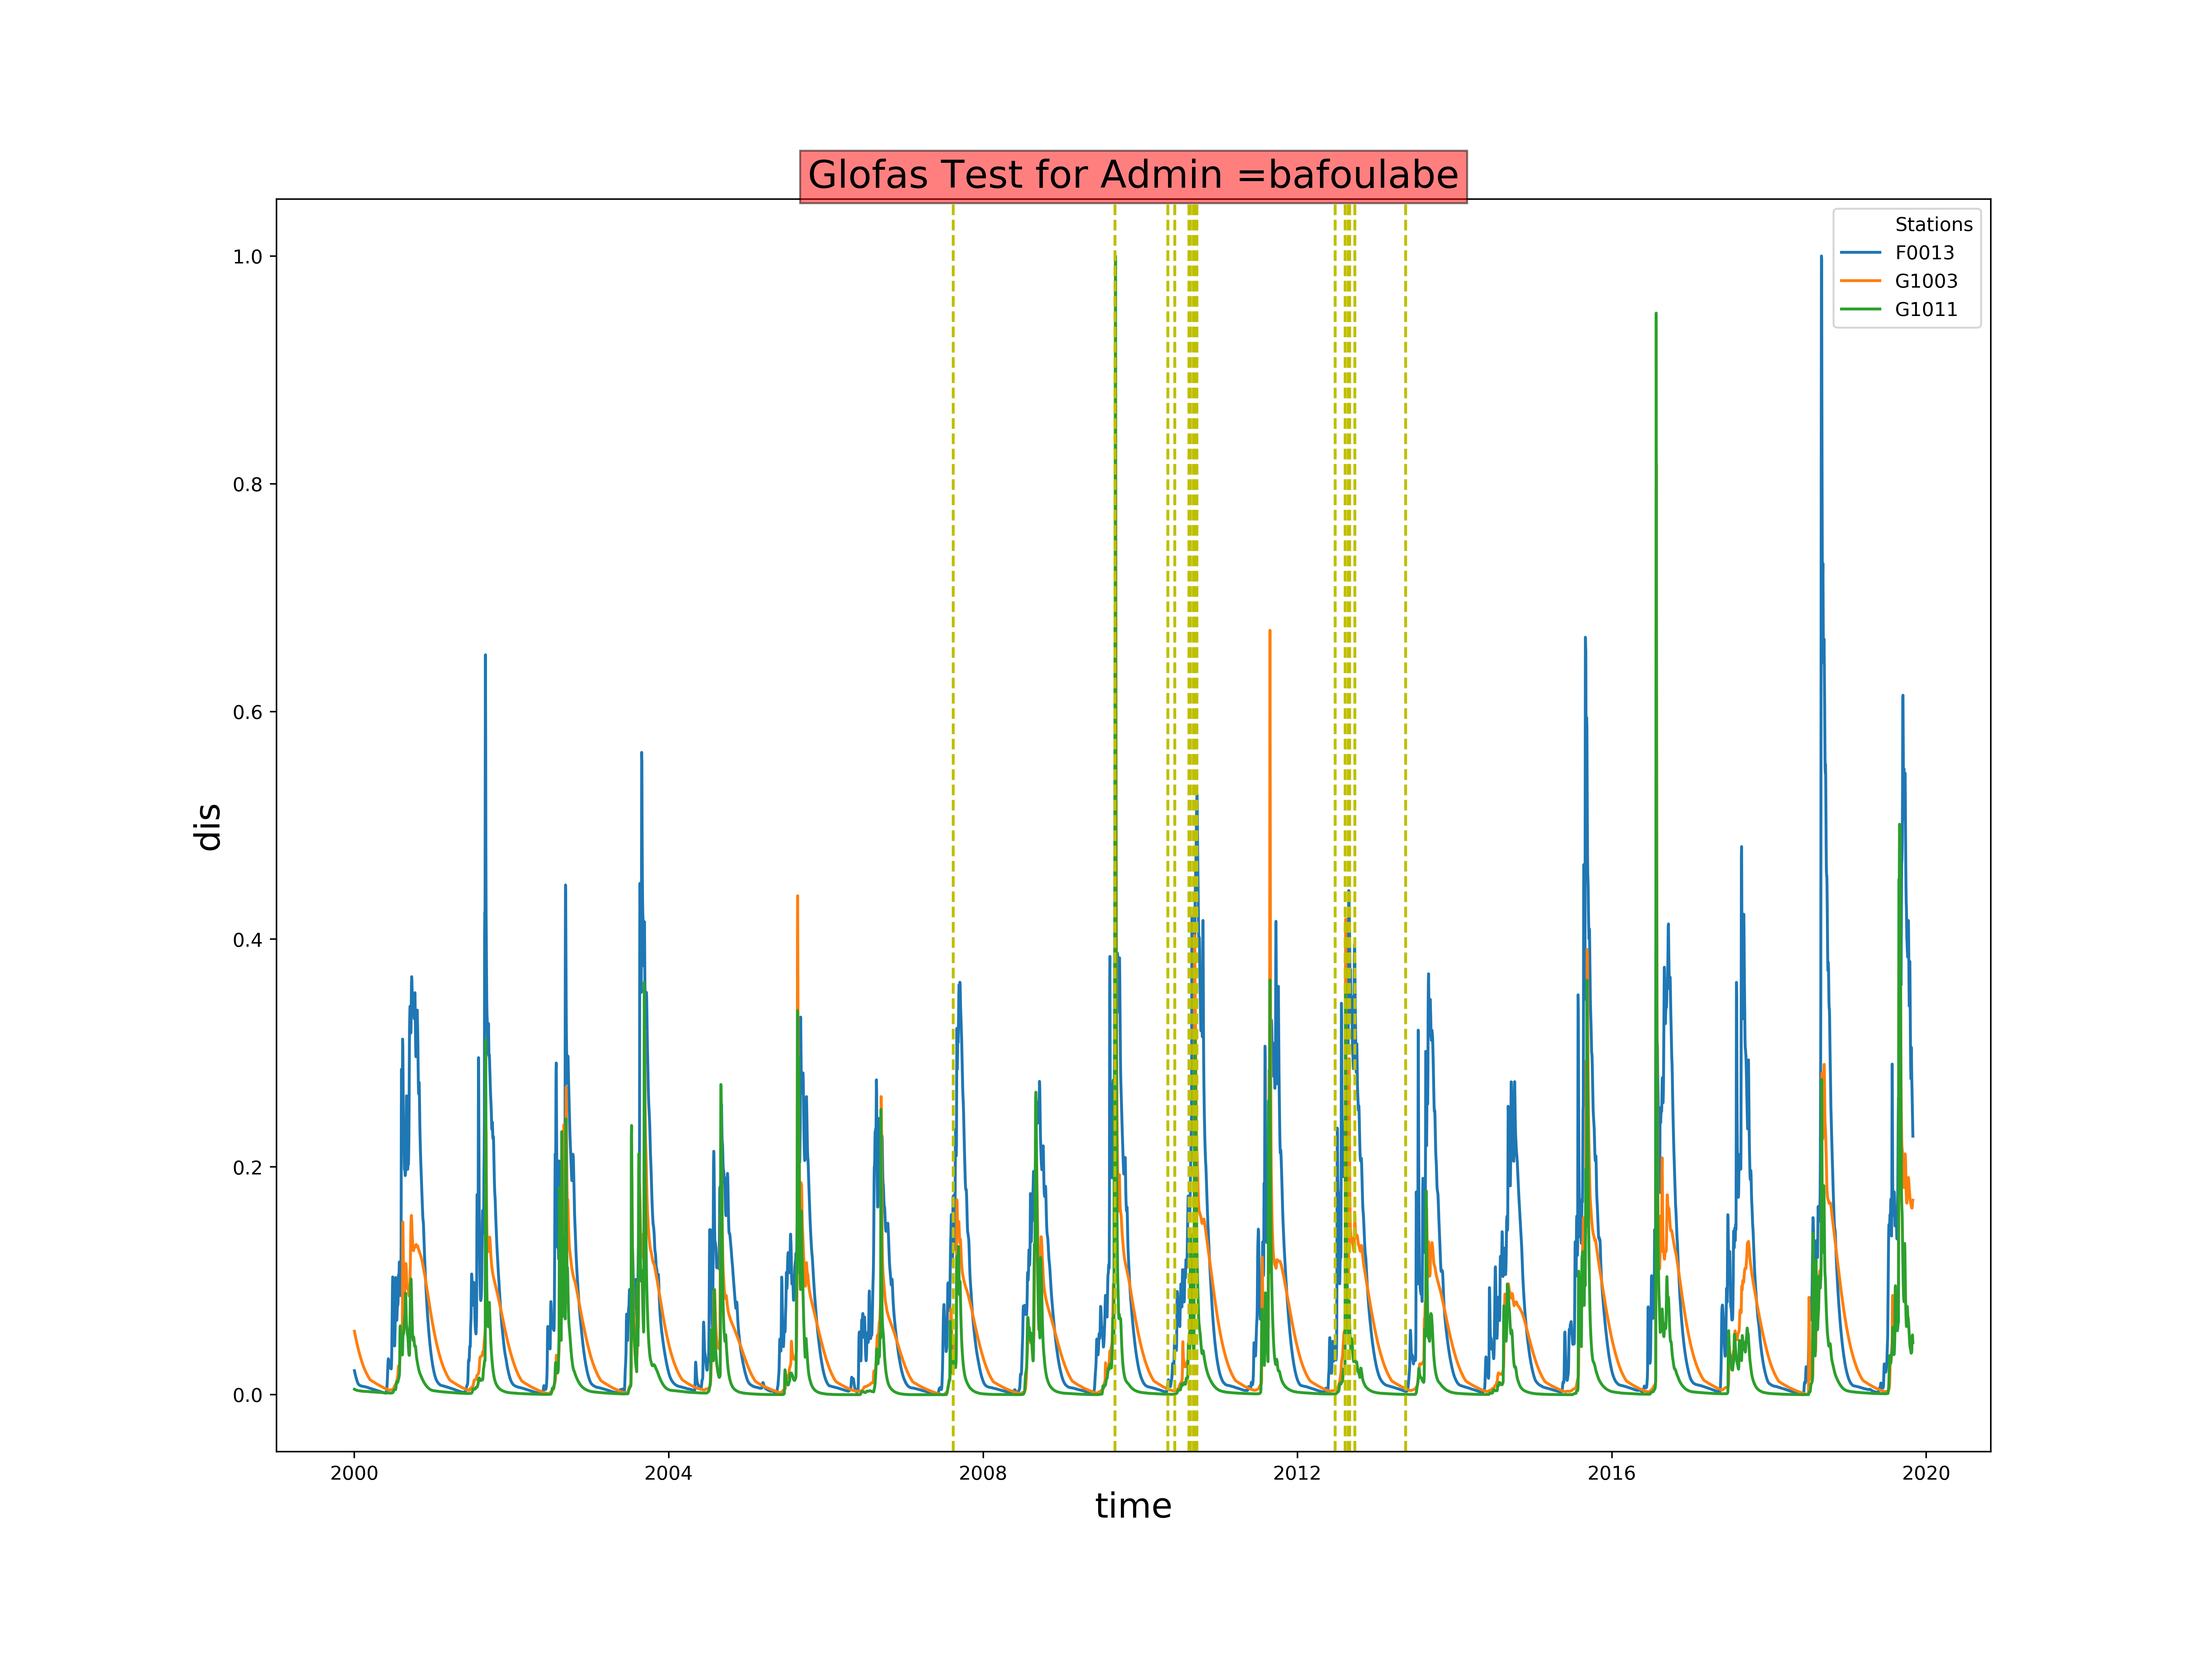 Glofas Test for Admin =bafoulabe
Stations
F0013
G1003
G1011
1.0
0.8
0.6
0.4
0.2
0.0
dis
2000 2004 2008 2012 2016 2020
time